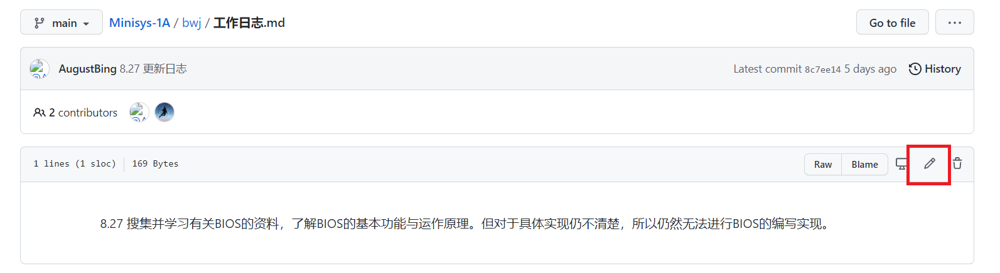 main Minisys-1A / bwj / 工作日志.md Go to file ...
AugustBing 8.27 更新日志 Latest commit 8c7ee14 5 days ago History
2 contributors
1 lines (1 sloc) 169 Bytes Raw Blame
8.27 搜集并学习有关BIOS的资料，了解BIOS的基本功能与运作原理。但对于具体实现仍不清楚，所以仍然无法进行BIOS的编写实现。